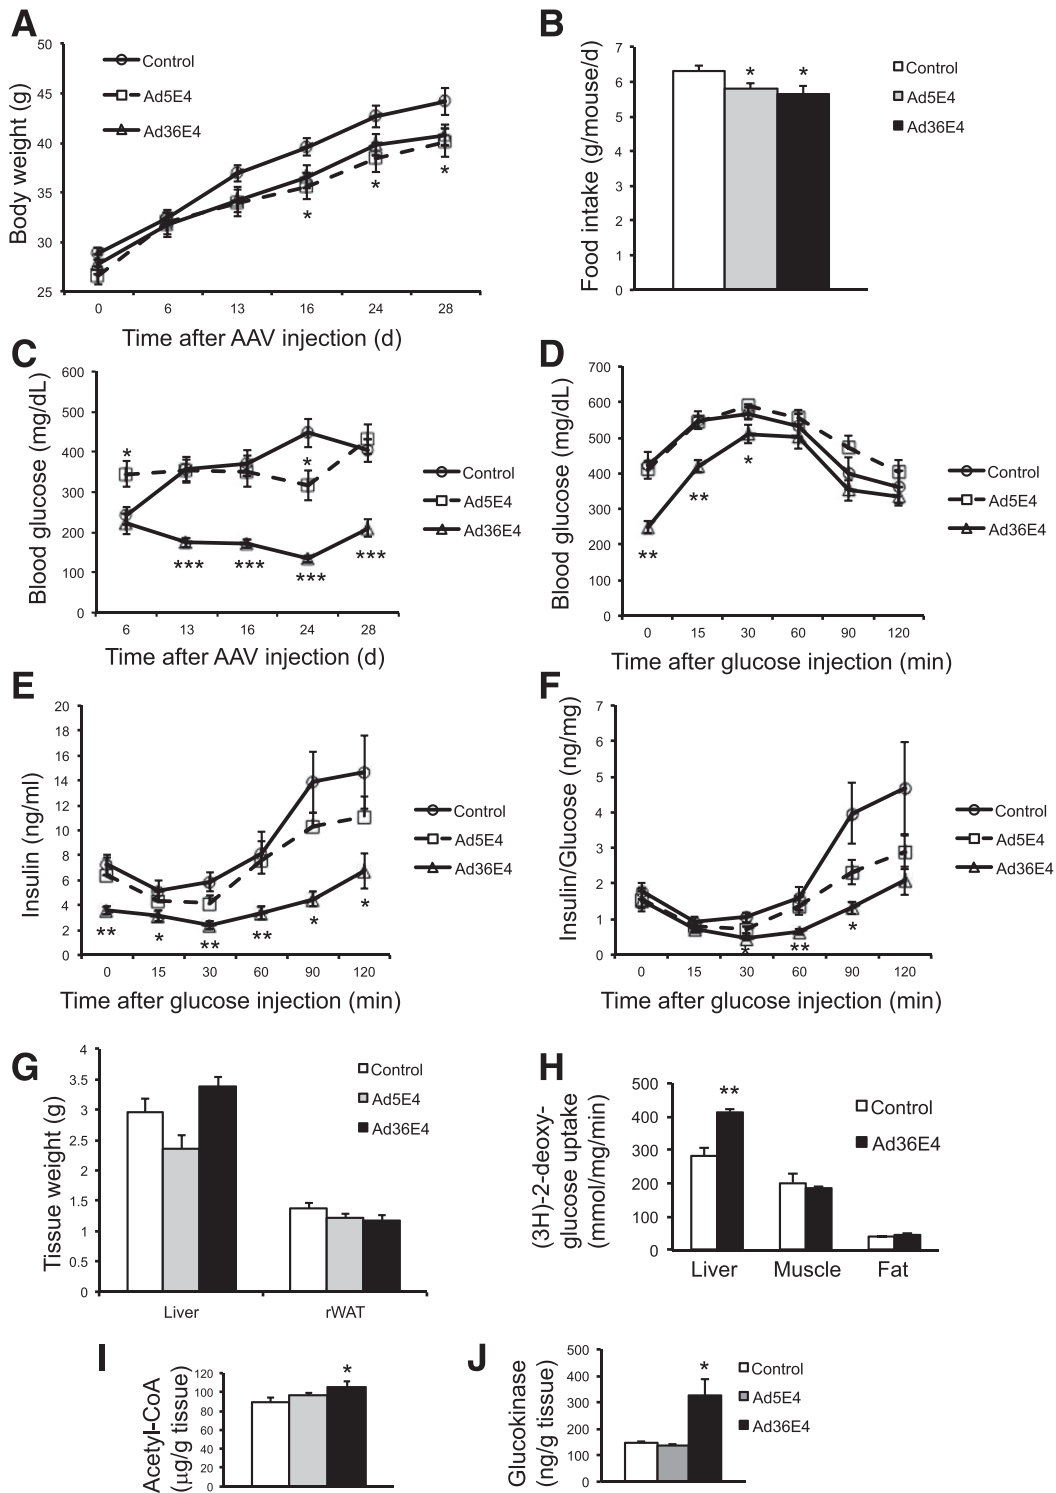 A
50
45
40
35
30
25
Body weight (g)
Control
Ad5E4
Ad36E4
*
*
*
0 6 13 16 24 28
Time after AAV injection (d)
B
7
6
5
4
3
2
1
0
Food intake (g/mouse/d)
* *
Control
Ad5E4
Ad36E4
C
600
500
400
300
200
100
0
Blood glucose (mg/dL)
*
*
*** *** *** ***
Control
Ad5E4
Ad36E4
6 13 16 24 28
Time after AAV injection (d)
D
700
600
500
400
300
200
100
0
Blood glucose (mg/dL)
*
**
**
Control
Ad5E4
Ad36E4
0 15 30 60 90 120
Time after glucose injection (min)
E
20
18
16
14
12
10
8
6
4
2
0
Insulin (ng/ml)
** * ** ** * *
Control
Ad5E4
Ad36E4
0 15 30 60 90 120
Time after glucose injection (min)
F
7
6
5
4
3
2
1
0
Insulin/Glucose (ng/mg)
* ** *
Control
Ad5E4
Ad36E4
0 15 30 60 90 120
Time after glucose injection (min)
G
4
3.5
3
2.5
2
1.5
1
0.5
0
Tissue weight (g)
Control
Ad5E4
Ad36E4
Liver rWAT
H
500
400
300
200
100
0
(3H)-2-deoxy-
glucose uptake
(mmol/mg/min)
**
Control
Ad36E4
Liver Muscle Fat
I
120
100
80
60
40
20
0
Acetyl-CoA
(μg/g tissue)
*
J
500
400
300
200
100
0
Glucokinase
(ng/g tissue)
*
Control
Ad5E4
Ad36E4